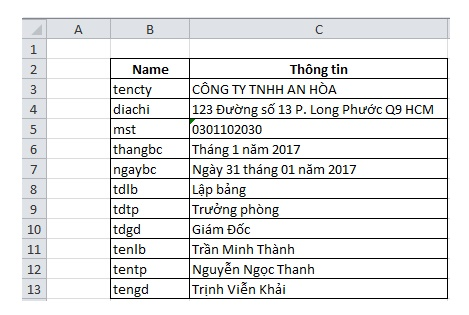 A B C
1
2 Name Thông tin
3 tencty CÔNG TY TNHH AN HÒA
4 diachi 123 Đường số 13 P. Long Phước Q9 HCM
5 mst 0301102030
6 thangbc Tháng 1 năm 2017
7 ngaybc Ngày 31 tháng 01 năm 2017
8 tdlb Lập bảng
9 tdtp Trưởng phòng
10 tdgd Giám Đốc
11 tenlb Trần Minh Thành
12 tentp Nguyễn Ngọc Thanh
13 tengd Trịnh Viễn Khải